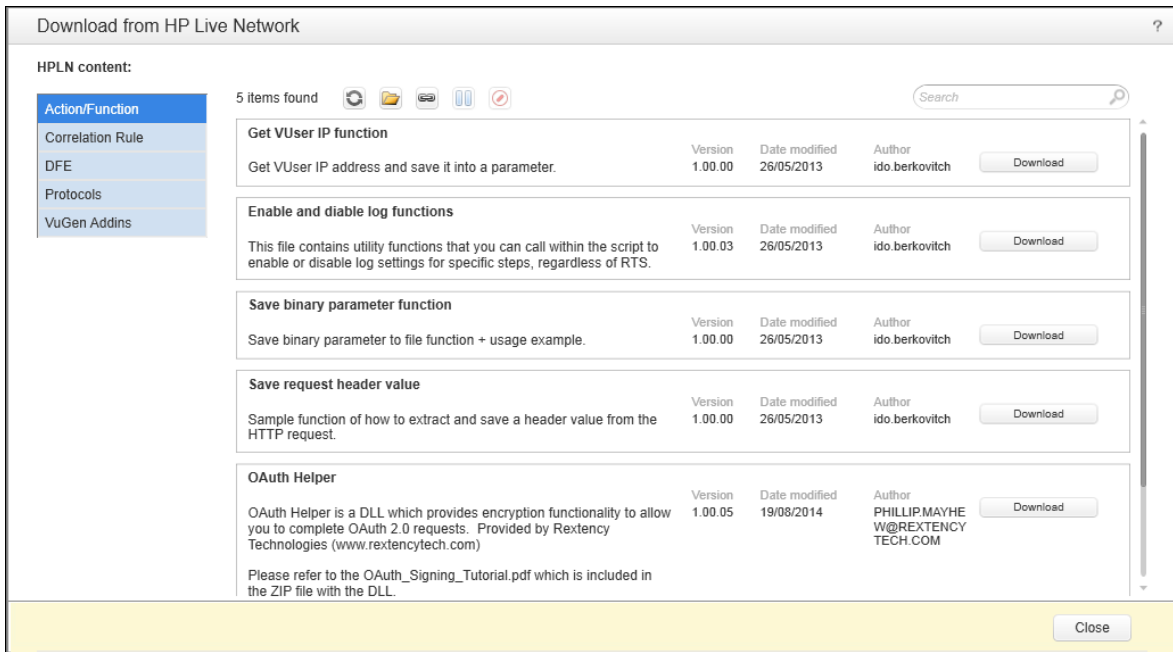 Download from HP Live Network
?
HPLN content:
Action/Function
Correlation Rule
DFE
Protocols
VuGen Addins
5 items found
Search
Get VUser IP function
Get VUser IP address and save it into a parameter.
Version
1.00.00
Date modified
26/05/2013
Author
ido.berkovitch
Download
Enable and diable log functions
This file contains utility functions that you can call within the script to
enable or disable log settings for specific steps, regardless of RTS.
Version
1.00.03
Date modified
26/05/2013
Author
ido.berkovitch
Download
Save binary parameter function
Save binary parameter to file function + usage example.
Version
1.00.00
Date modified
26/05/2013
Author
ido.berkovitch
Download
Save request header value
Sample function of how to extract and save a header value from the
HTTP request.
Version
1.00.00
Date modified
26/05/2013
Author
ido.berkovitch
Download
OAuth Helper
OAuth Helper is a DLL which provides encryption functionality to allow
you to complete OAuth 2.0 requests.  Provided by Rextency
Technologies (www.rextencytech.com)
Please refer to the OAuth_Signing_Tutorial.pdf which is included in
the ZIP file with the DLL.
Version
1.00.05
Date modified
19/08/2014
Author
PHILLIP.MAYHE
W@REXTENCY
TECH.COM
Download
Close